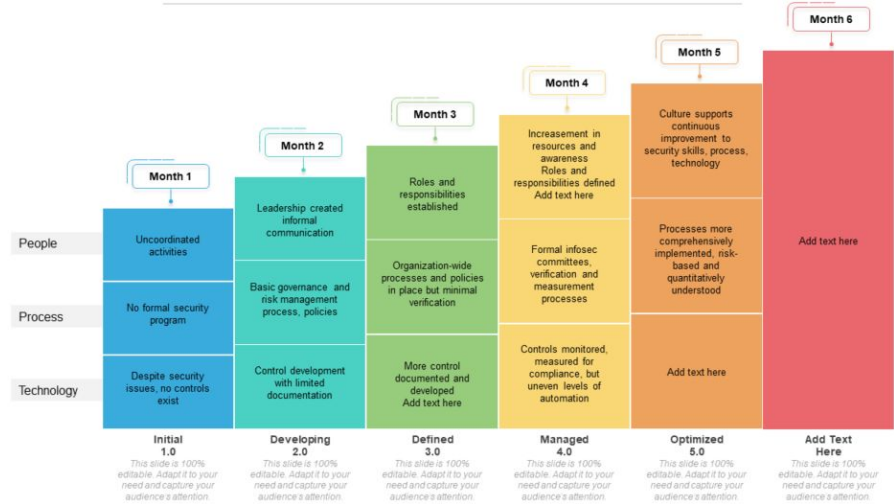 Month 1
Month 2
Month 3
Month 4
Month 5
Month 6
People
Process
Technology
Uncoordinated
activities
No formal security
program
Despite security
issues, no controls
exist
Initial
1.0
This slide is 100%
editable. Adapt it to your
need and capture your
audience's attention.
Leadership created
informal
communication
Basic governance and
risk management
process, policies
Control development
with limited
documentation
Developing
2.0
This slide is 100%
editable. Adapt it to your
need and capture your
audience's attention.
Roles and
responsibilities
established
Organization-wide
processes and policies
in place but minimal
verification
More control
documented and
developed
Add text here
Defined
3.0
This slide is 100%
editable. Adapt it to your
need and capture your
audience's attention.
Increasement in
resources and
awareness
Roles and
responsibilities defined
Add text here
Formal infosec
committees,
verification and
measurement
processes
Controls monitored,
measured for
compliance, but
uneven levels of
automation
Managed
4.0
This slide is 100%
editable. Adapt it to your
need and capture your
audience's attention.
Culture supports
continuous
improvement to
security skills, process,
technology
Processes more
comprehensively
implemented, risk-
based and
quantitatively
understood
Add text here
Optimized
5.0
This slide is 100%
editable. Adapt it to your
need and capture your
audience's attention.
Add text here
Add Text
Here
This slide is 100%
editable. Adapt it to your
need and capture your
audience's attention.